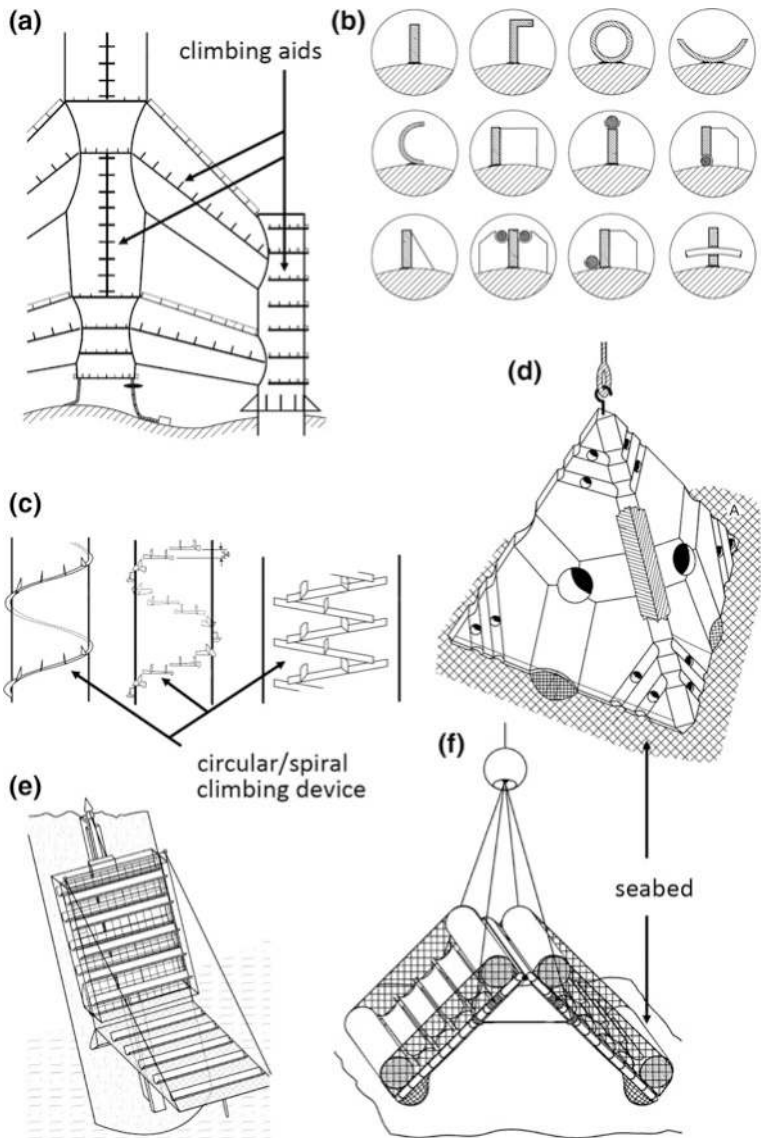 (a)
climbing aids
(b)
(c)
circular/spiral
climbing device
(d)
A
(e)
(f)
seabed